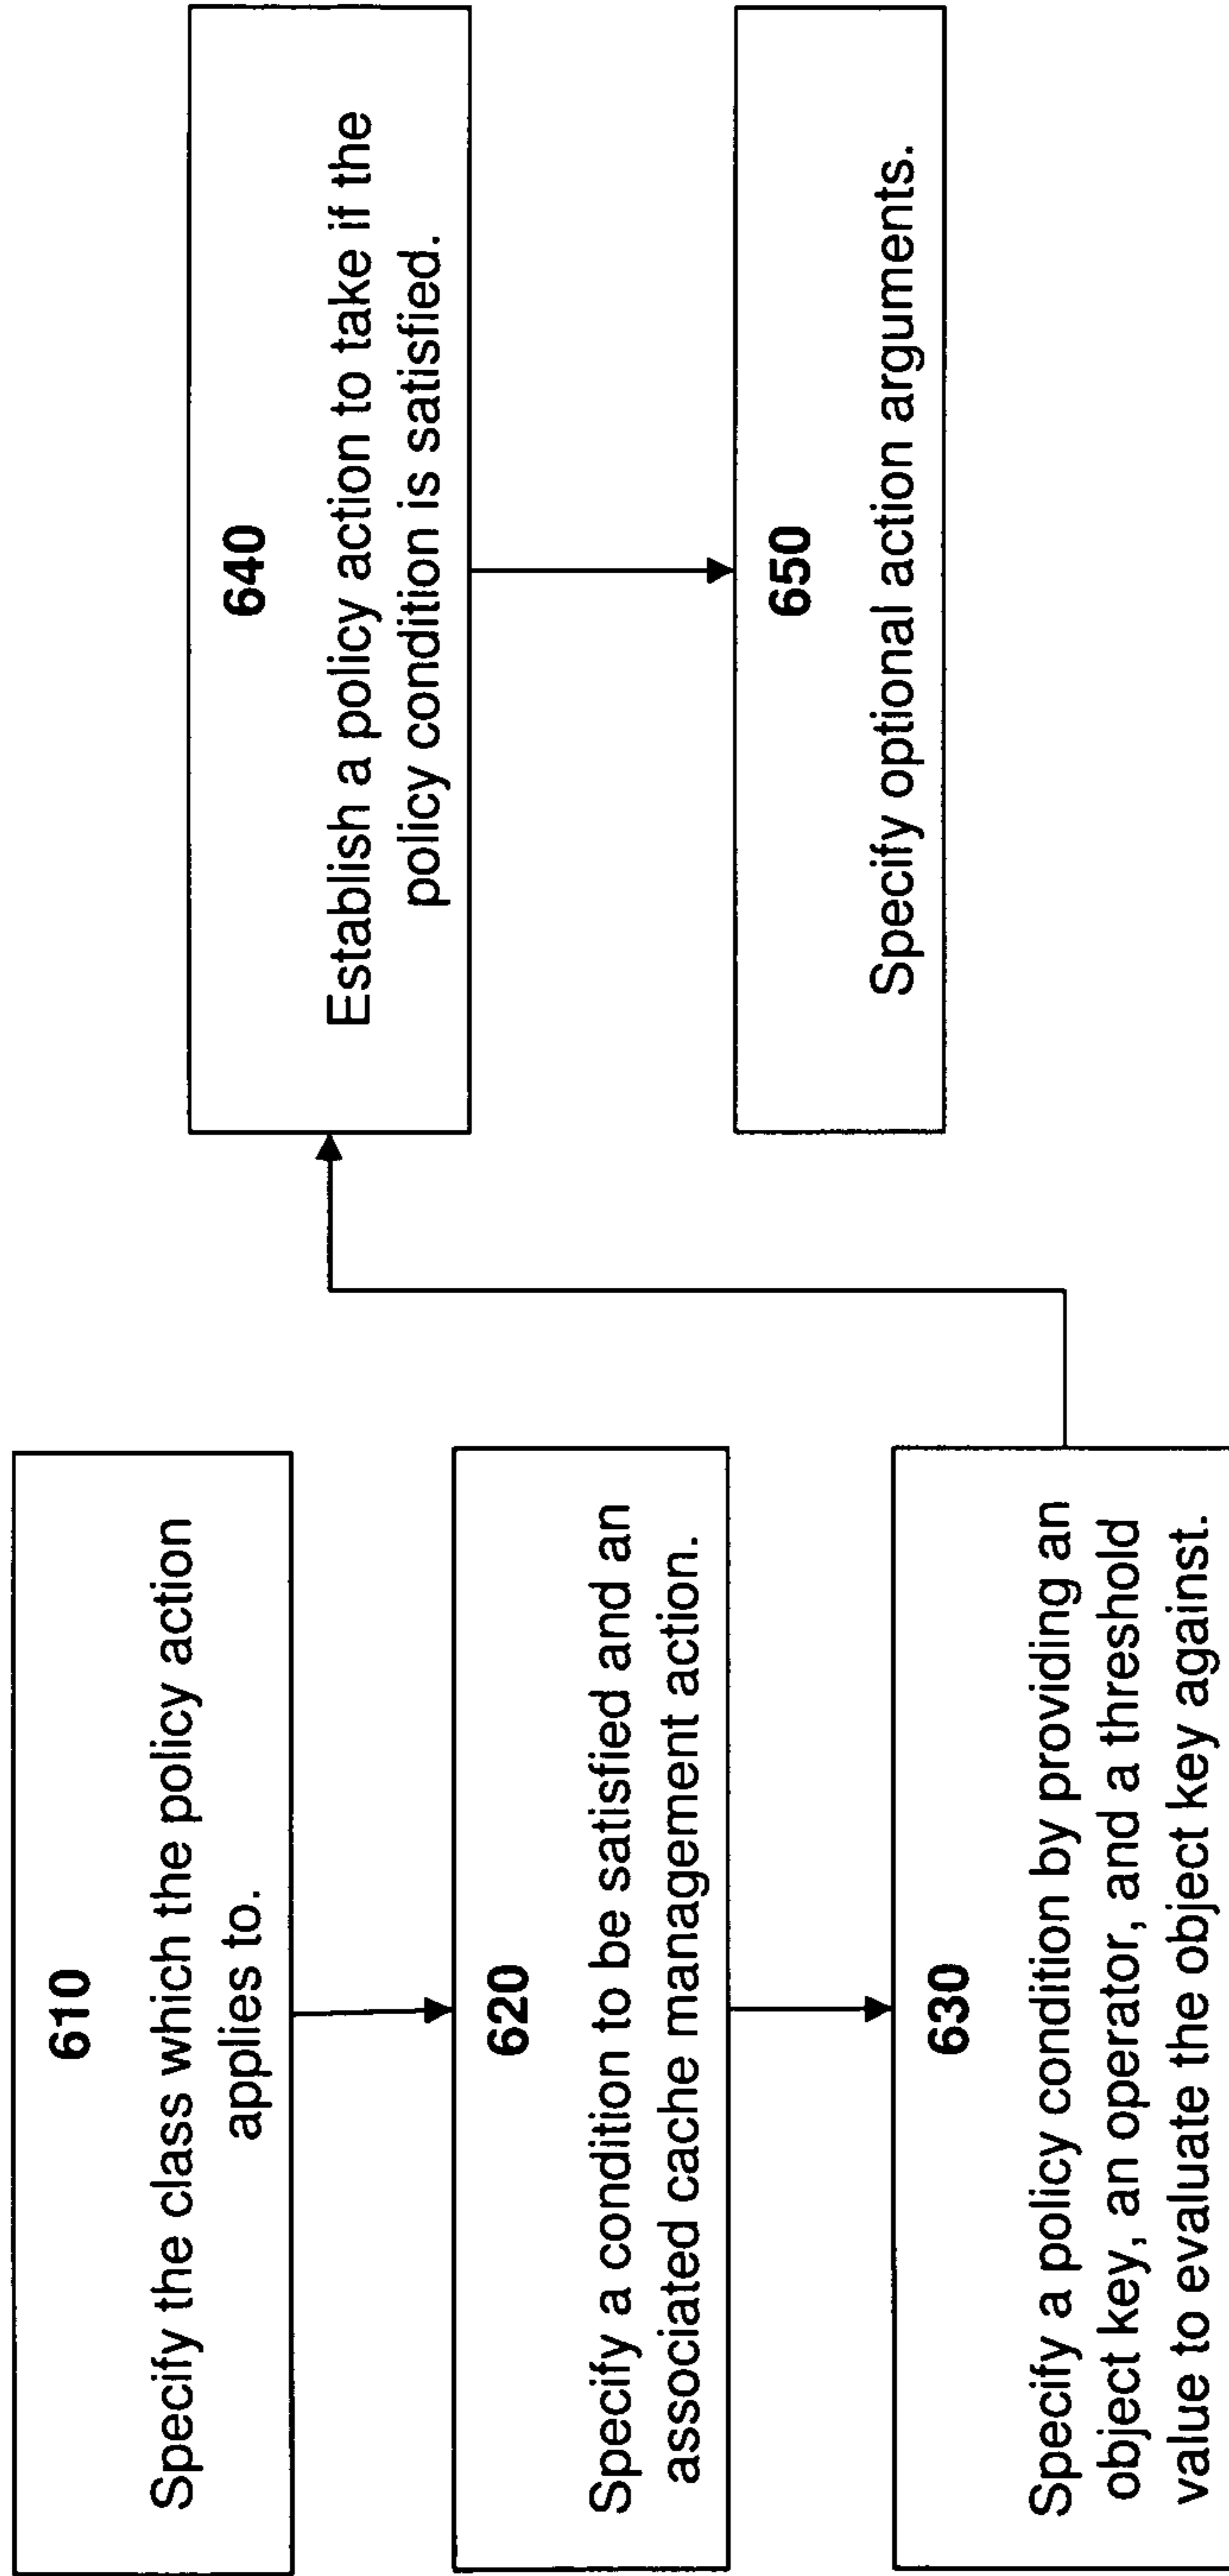 610
Specify the class which the policy action
applies to.
620
Specify a condition to be satisfied and an
associated cache management action.
630
Specify a policy condition by providing an
object key, an operator, and a threshold
value to evaluate the object key against.
640
Establish a policy action to take if the
policy condition is satisfied.
650
Specify optional action arguments.